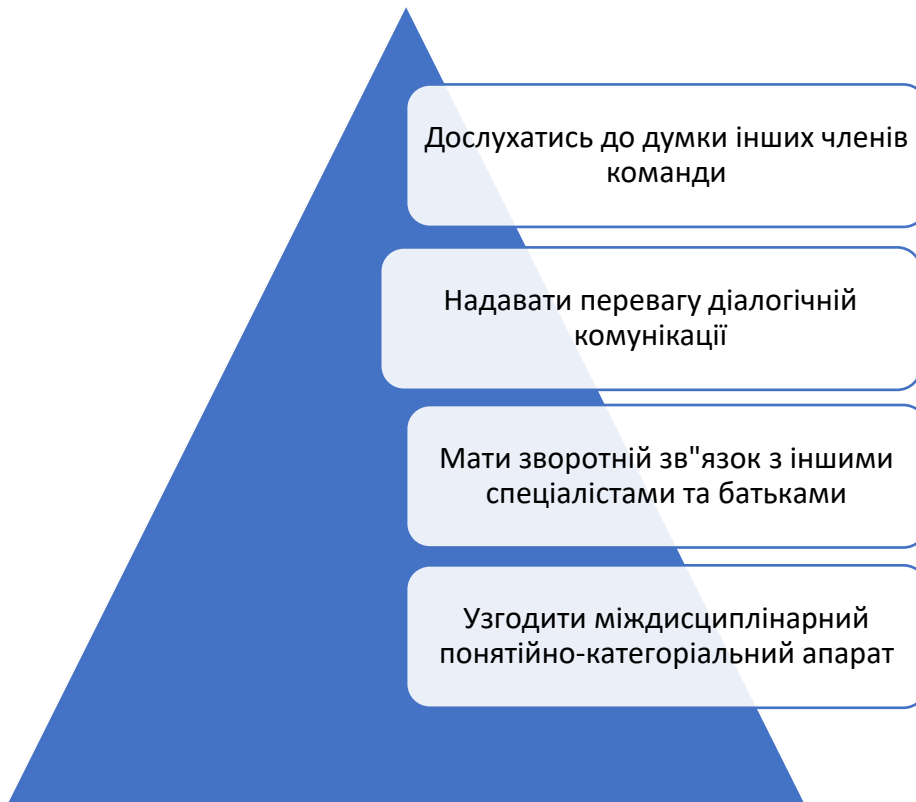 Дослухатись до думки інших членів
команди
Надавати перевагу діалогічній
комунікації
Мати зворотній зв"язок з іншими
спеціалістами та батьками
Узгодити міждисциплінарний
понятійно-категоріальний апарат